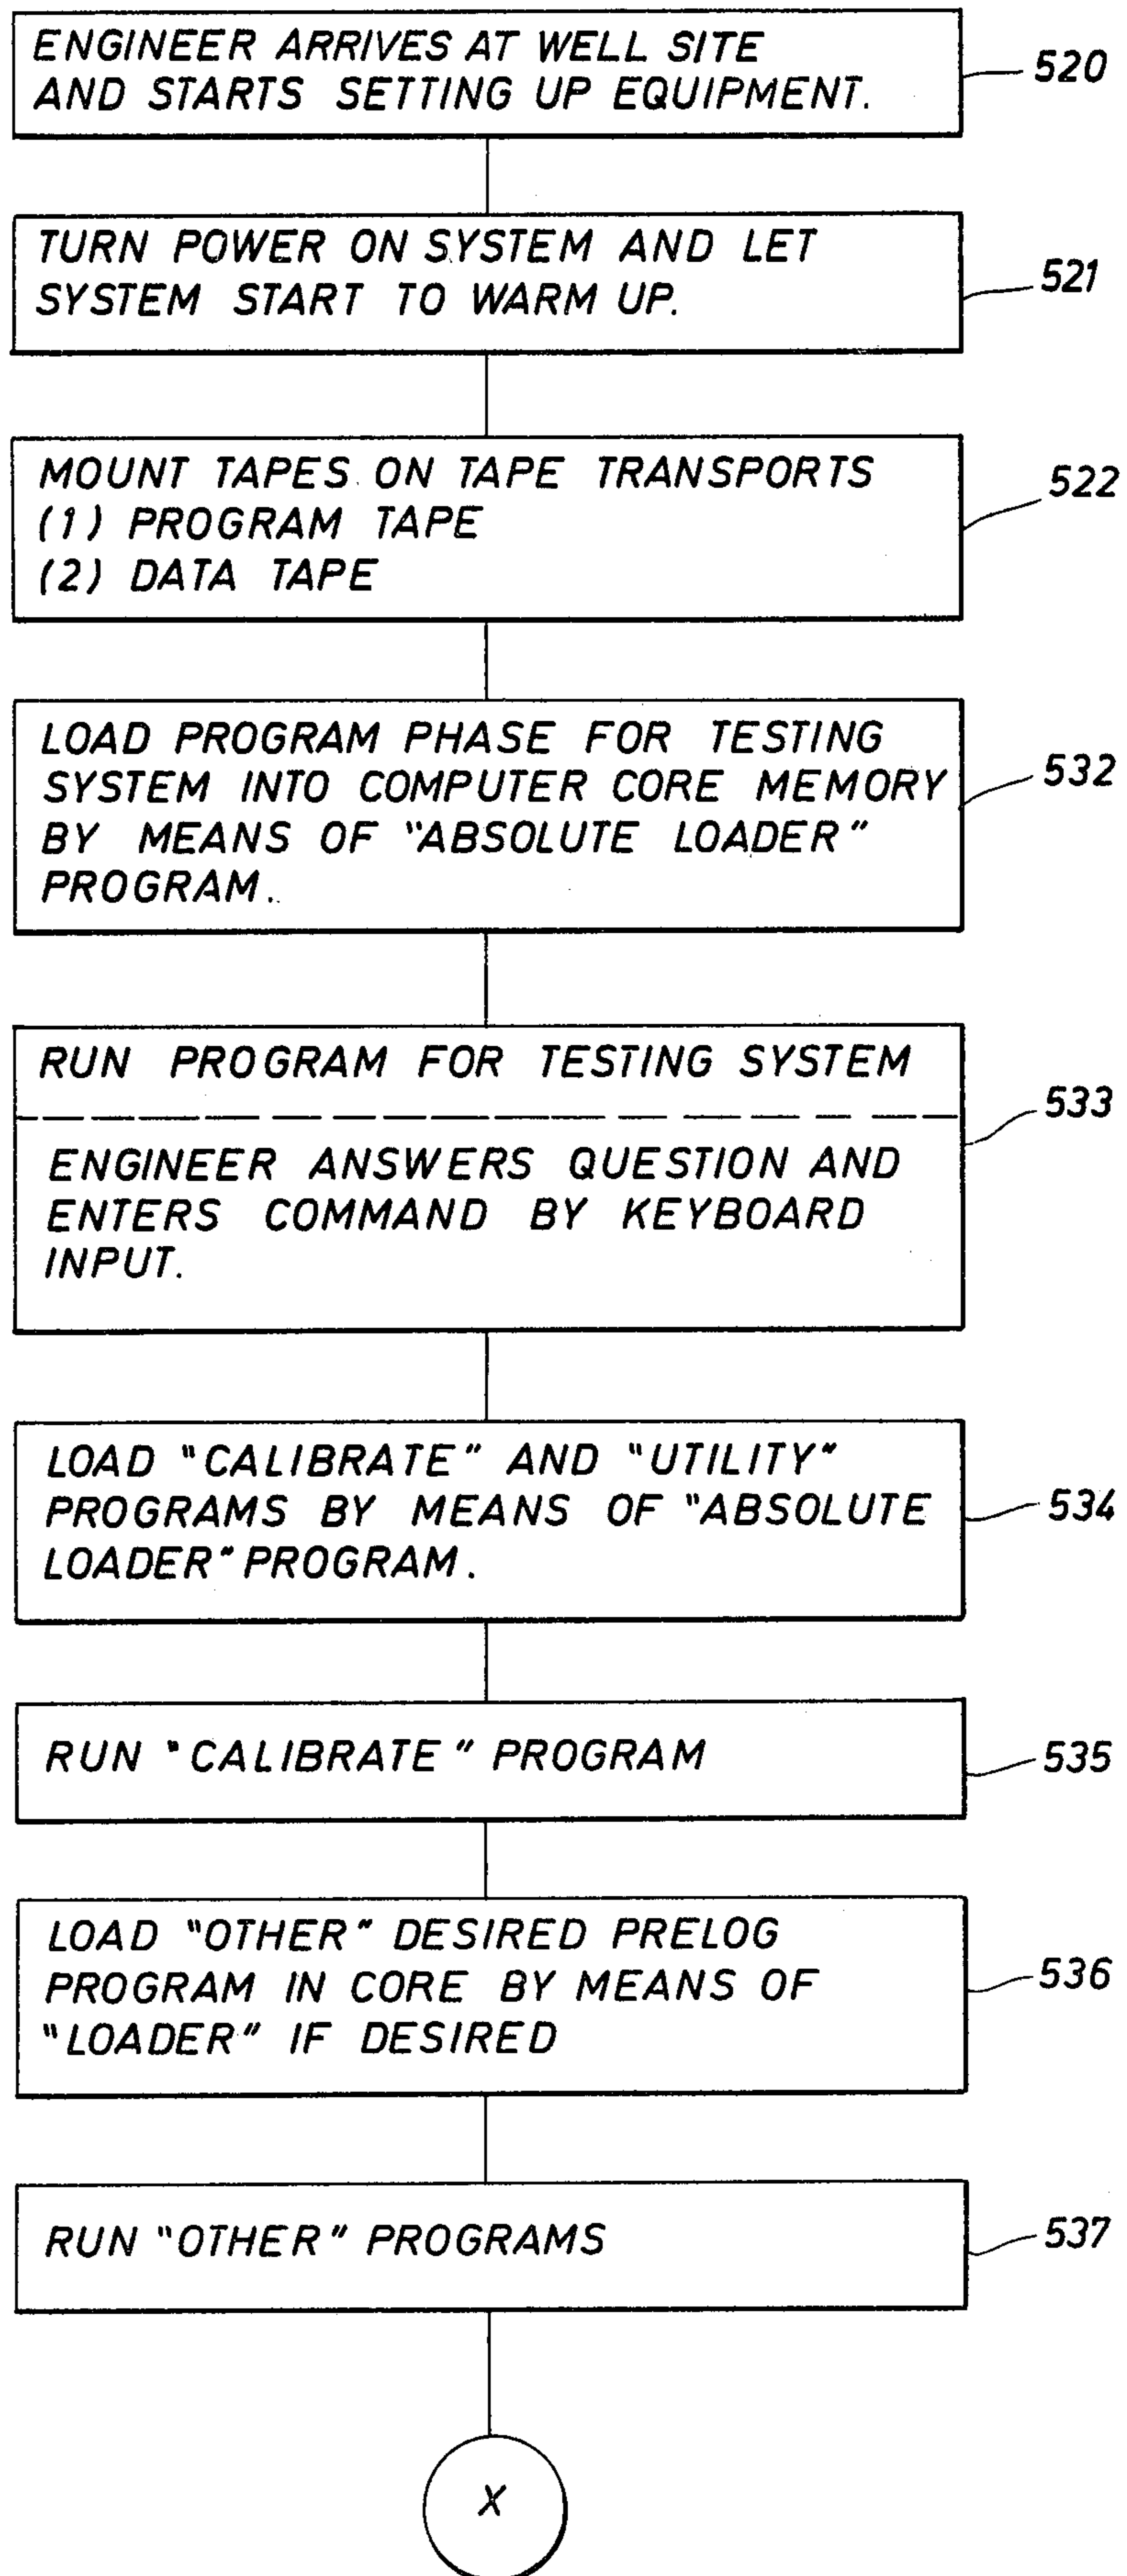 ENGINEER ARRIVES AT WELL SITE
AND STARTS SETTING UP EQUIPMENT.
520
TURN POWER ON SYSTEM AND LET
SYSTEM START TO WARM UP.
521
MOUNT TAPES ON TAPE TRANSPORTS
(1) PROGRAM TAPE
(2) DATA TAPE
522
LOAD PROGRAM PHASE FOR TESTING
SYSTEM INTO COMPUTER CORE MEMORY
BY MEANS OF "ABSOLUTE LOADER"
PROGRAM.
532
RUN PROGRAM FOR TESTING SYSTEM
ENGINEER ANSWERS QUESTION AND
ENTERS COMMAND BY KEYBOARD
INPUT.
533
LOAD "CALIBRATE" AND "UTILITY"
PROGRAMS BY MEANS OF "ABSOLUTE
LOADER" PROGRAM.
534
RUN "CALIBRATE" PROGRAM
535
LOAD "OTHER" DESIRED PRELOG
PROGRAM IN CORE BY MEANS OF
"LOADER" IF DESIRED
536
RUN "OTHER" PROGRAMS
537
X